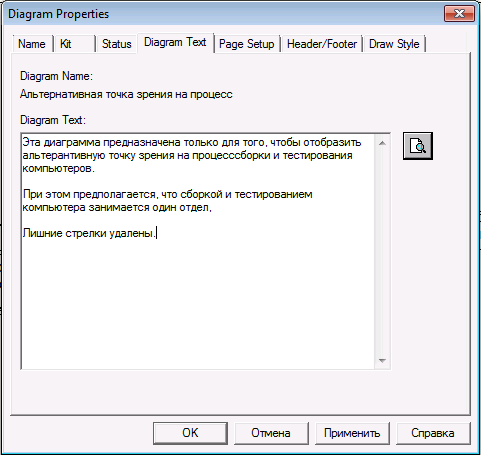 Diagram Properties
Name Kit Status Diagram Text Page Setup Header/Footer Draw Style
Diagram Name:
Альтернативная точка зрения на процесс
Diagram Text:
Эта диаграмма предназначена только для того, чтобы отобразить
альтерантивную точку зрения на процесссборки и тестирования
компьютеров.
При этом предполагается, что сборкой и тестированием
компьютера занимается один отдел,
Лишние стрелки удалены.
OK Отмена Применить Справка